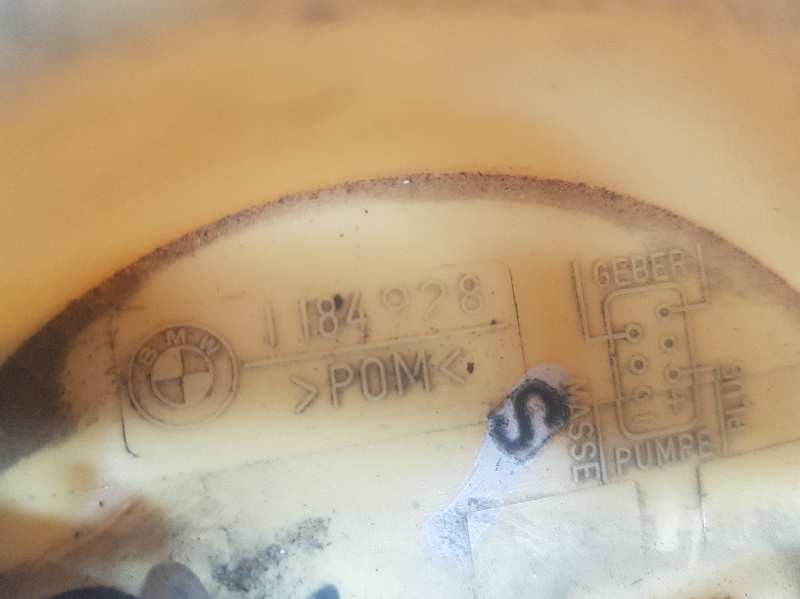 BMW
1184928
>POM<
GEBER
MASSE
PLUS
PUMPE
S